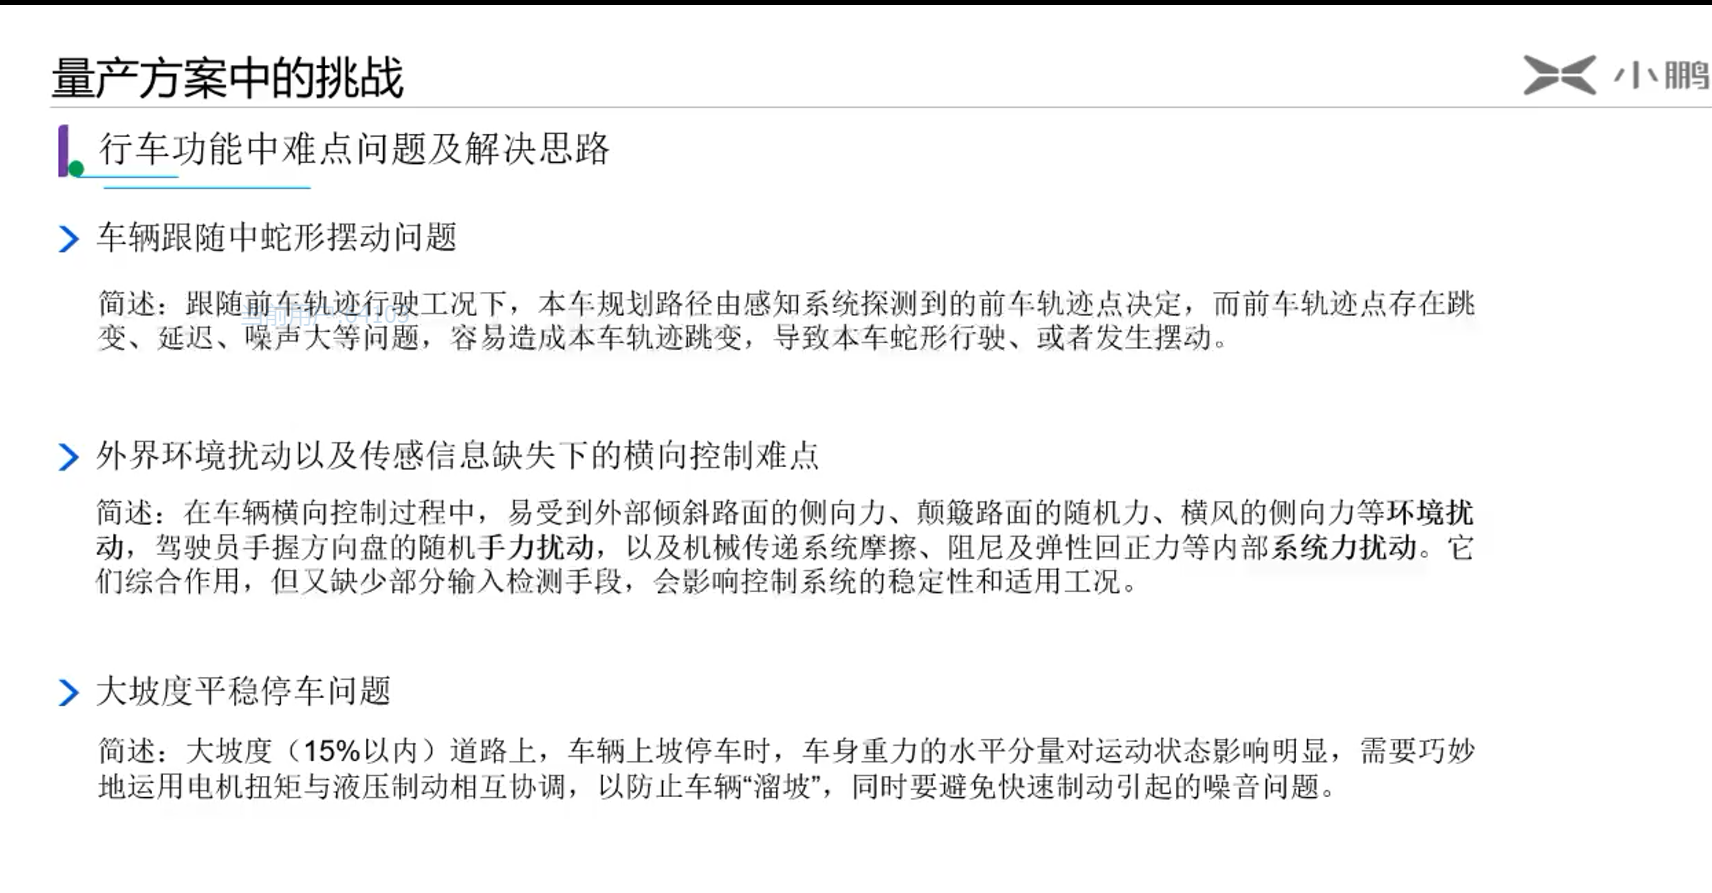 量产方案中的挑战
小鹏
行车功能中难点问题及解决思路
车辆跟随中蛇形摆动问题
简述：跟随前车轨迹行驶工况下，本车规划路径由感知系统探测到的前车轨迹点决定，而前车轨迹点存在跳
变、延迟、噪声大等问题，容易造成本车轨迹跳变，导致本车蛇形行驶、或者发生摆动。
外界环境扰动以及传感信息缺失下的横向控制难点
简述：在车辆横向控制过程中，易受到外部倾斜路面的侧向力、颠簸路面的随机力、横风的侧向力等环境扰
动，驾驶员手握方向盘的随机手力扰动，以及机械传递系统摩擦、阻尼及弹性回正力等内部系统力扰动。它
们综合作用，但又缺少部分输入检测手段，会影响控制系统的稳定性和适用工况。
大坡度平稳停车问题
简述：大坡度（15%以内）道路上，车辆上坡停车时，车身重力的水平分量对运动状态影响明显，需要巧妙
地运用电机扭矩与液压制动相互协调，以防止车辆“溜坡”，同时要避免快速制动引起的噪音问题。